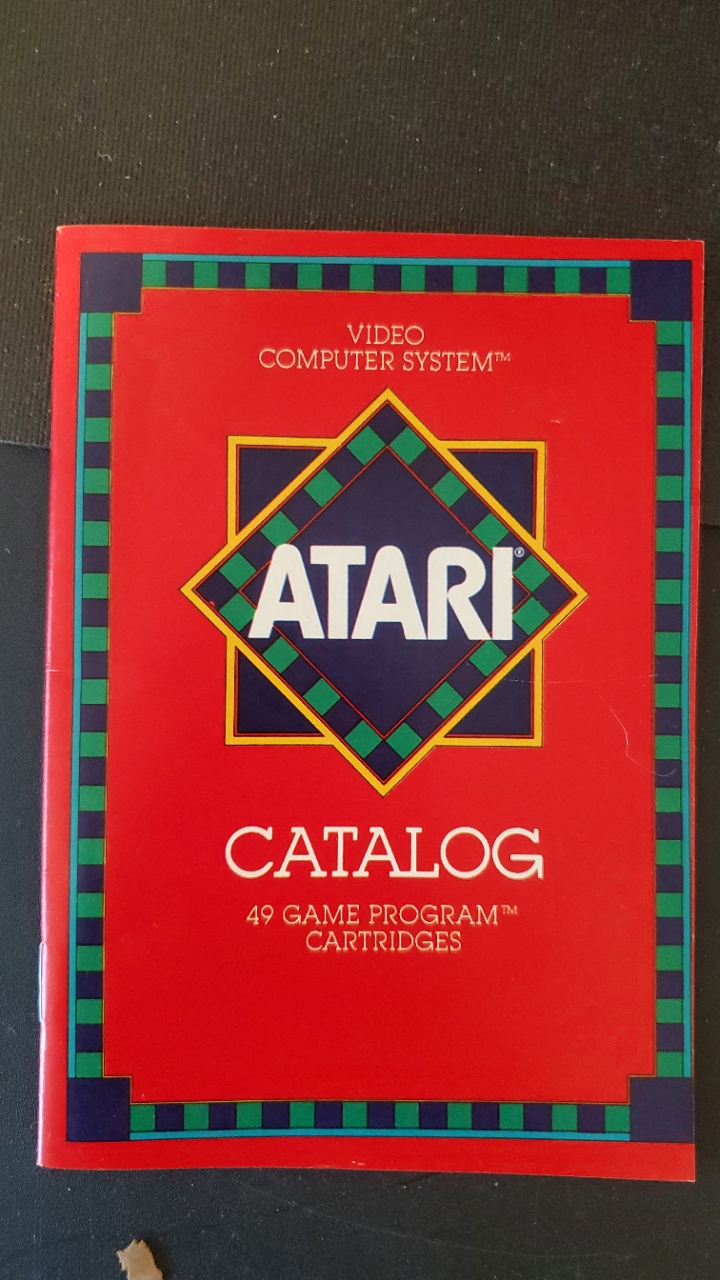 VIDEO
COMPUTER SYSTEM™
ATARI®
CATALOG
49 GAME PROGRAM™
CARTRIDGES